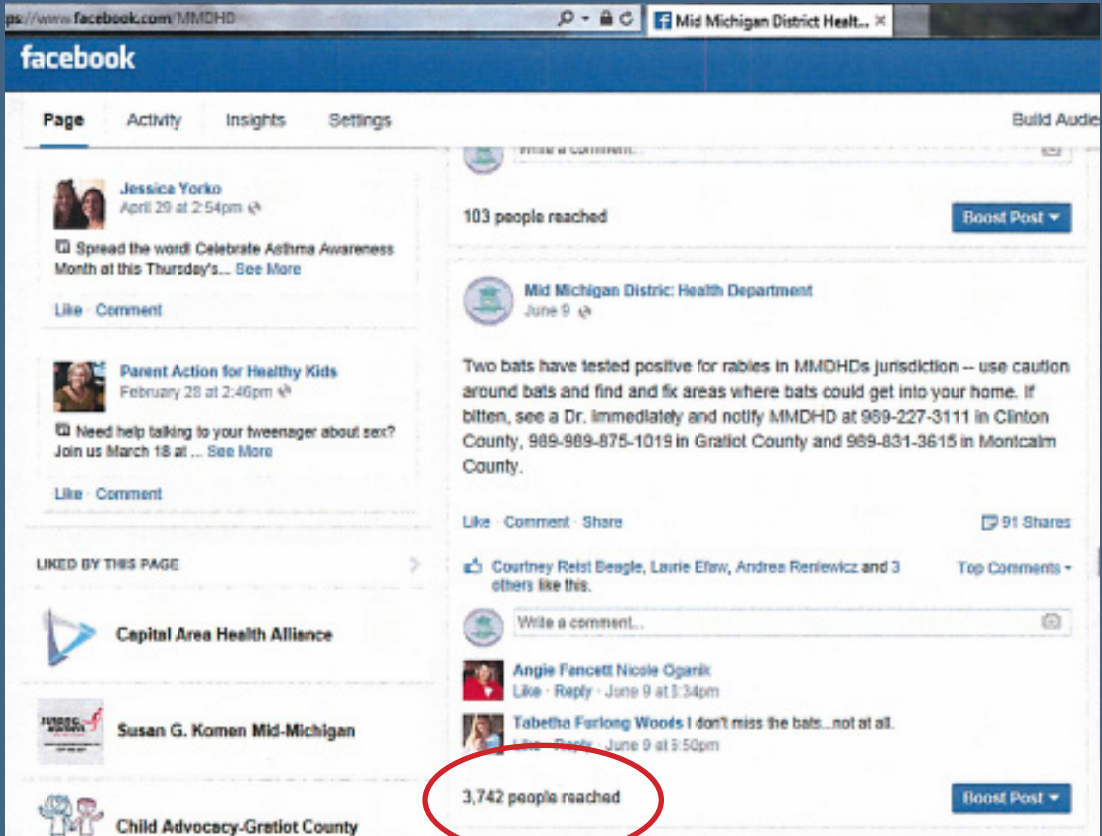 ps://www.facebook.com/MMDHD
Mid Michigan District Healt...
facebook
Page Activity Insights Settings
Build Audie
Jessica Yorko
April 29 at 2:54pm
Spread the word! Celebrate Asthma Awareness
Month at this Thursday's... See More
Like · Comment
Parent Action for Healthy Kids
February 28 at 2:46pm
Need help talking to your tweenager about sex?
Join us March 18 at ... See More
Like · Comment
LIKED BY THIS PAGE
Capital Area Health Alliance
Susan G. Komen Mid-Michigan
Child Advocacy-Gratiot County
Write a comment...
103 people reached
Boost Post
Mid Michigan District Health Department
June 9
Two bats have tested positive for rabies in MMDHDs jurisdiction -- use caution
around bats and find and fix areas where bats could get into your home. If
bitten, see a Dr. immediately and notify MMDHD at 989-227-3111 in Clinton
County, 989-989-875-1019 in Gratiot County and 989-831-3615 in Montcalm
County.
Like · Comment · Share
91 Shares
Courtney Reist Beagle, Laurie Efaw, Andrea Renlewicz and 3
others like this.
Top Comments
Write a comment...
Angie Fancett Nicole Oganik
Like · Reply · June 9 at
Tabetha Furlong Woods I don't miss the bats...not at all.
Like · Reply · June 9 at
3,742 people reached
Boost Post